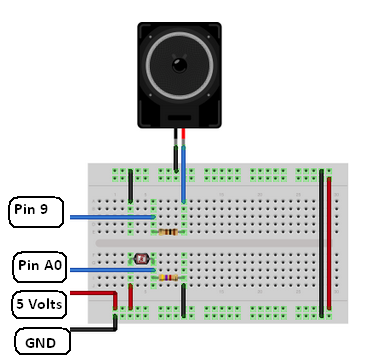 Pin 9
Pin A0
5 Volts
GND